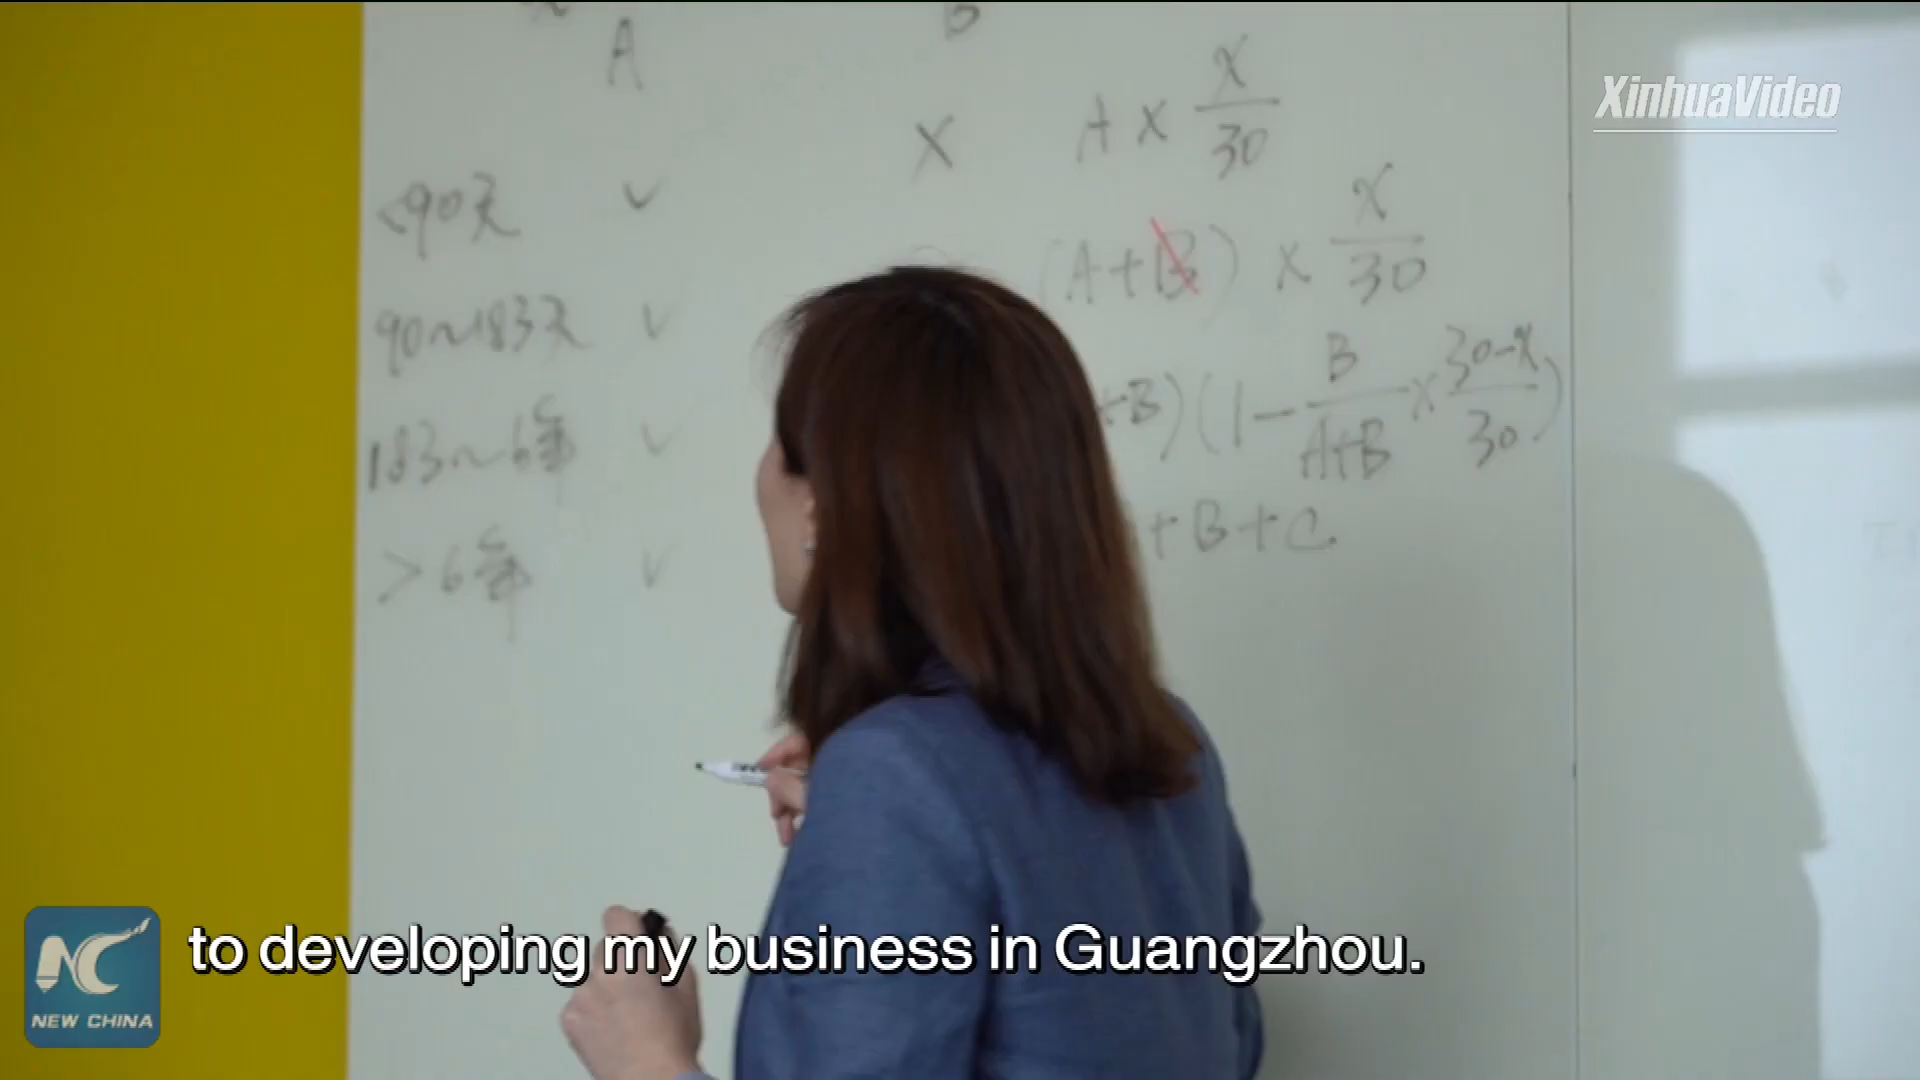 A B
XinhuaVideo
X A X X/30
<90天 ✓
(A+B) X X/30
90~183天 ✓
+B)(1-B/A+B X 30-X/30)
183~6年 ✓
+B+C
>6年 ✓
to developing my business in Guangzhou.
NEW CHINA